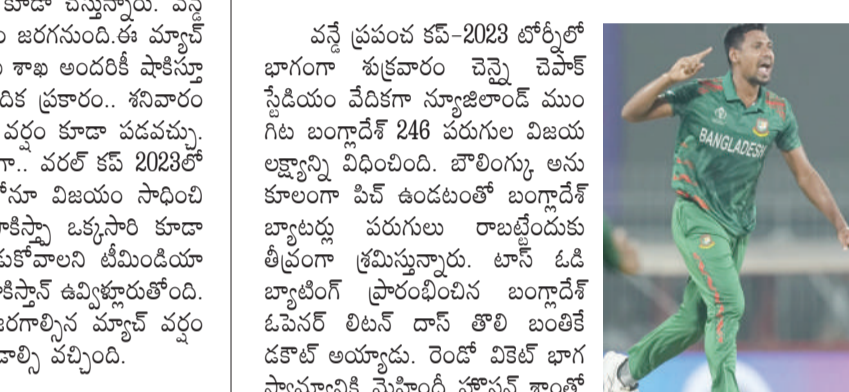 కూడా చేస్తున్నారు. వన్డే
జరగనుంది.ఈ మ్యాచ్
శాఖ అందరికీ షాకిస్తూ
ప్రకారం.. శనివారం
వర్షం కూడా పడవచ్చు.
వరల్ కప్ 2023లో
విజయం సాధించి
ఒక్కసారి కూడా
టీమిండియా
ఉవ్విళ్లూరుతోంది.
మ్యాచ్ వర్షం
వచ్చింది.
వన్డే ప్రపంచ కప్-2023 టోర్నీలో
భాగంగా శుక్రవారం చెన్నై చెపాక్
స్టేడియం వేదికగా న్యూజిలాండ్ ముం
గిట బంగ్లాదేశ్ 246 పరుగుల విజయ
లక్ష్యాన్ని విధించింది. బౌలింగ్కు అను
కూలంగా పిచ్ ఉండటంతో బంగ్లాదేశ్
బ్యాటర్లు పరుగులు రాబట్టేందుకు
తీవ్రంగా శ్రమిస్తున్నారు. టాస్ ఓడి
బ్యాటింగ్ ప్రారంభించిన బంగ్లాదేశ్
ఓపెనర్ లిటన్ దాస్ తొలి బంతికే
డకౌట్ అయ్యాడు. రెండో వికెట్ భాగ
BANGLADESH